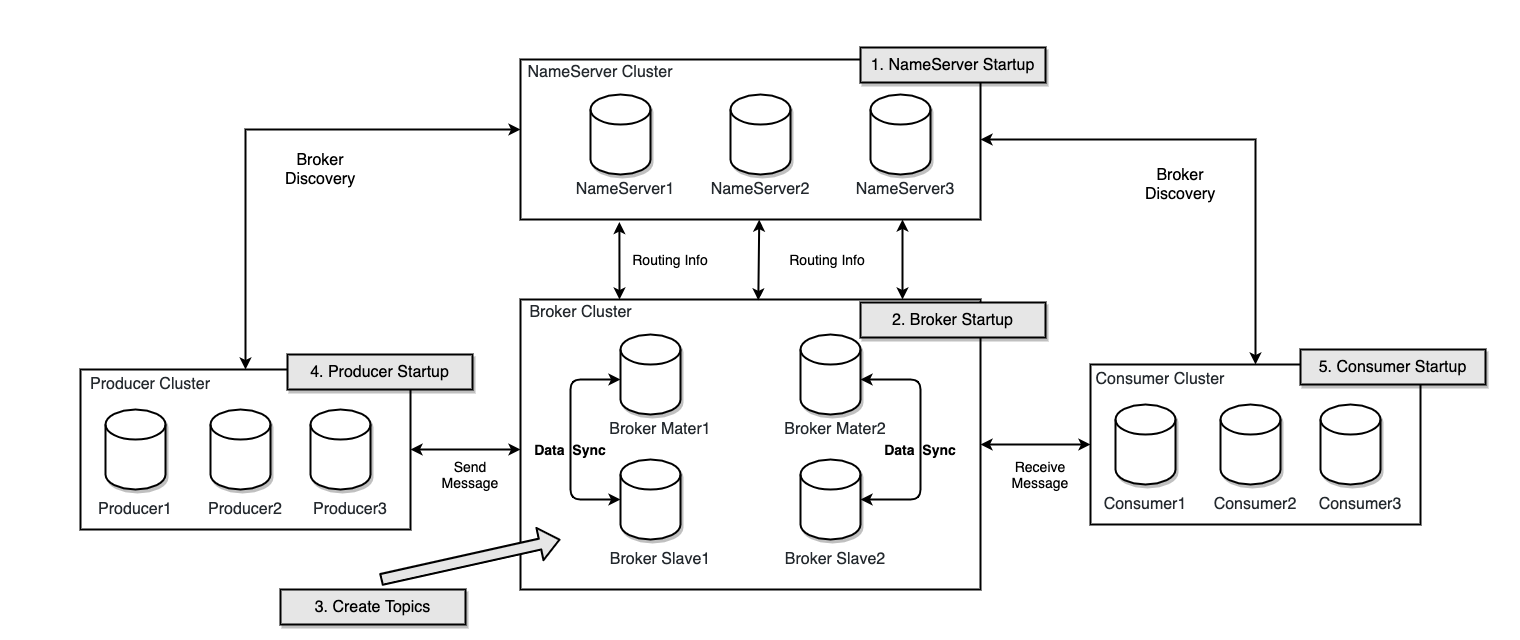 1. NameServer Startup
NameServer Cluster
NameServer1
NameServer2
NameServer3
Broker
Discovery
Broker
Discovery
Routing Info
Routing Info
Broker Cluster
2. Broker Startup
4. Producer Startup
Producer Cluster
Producer1
Producer2
Producer3
Send
Message
Broker Mater1
Broker Mater2
Data Sync
Data Sync
Broker Slave1
Broker Slave2
Receive
Message
5. Consumer Startup
Consumer Cluster
Consumer1
Consumer2
Consumer3
3. Create Topics